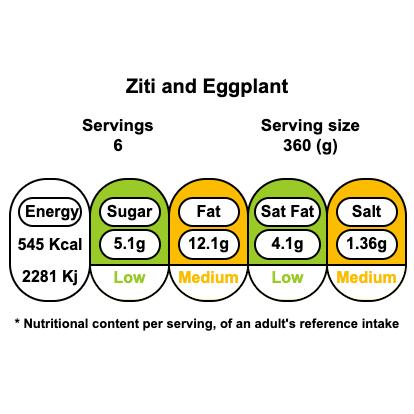 Ziti and Eggplant
Servings
6
Serving size
360 (g)
Energy
545 Kcal
2281 Kj
Sugar
5.1g
Low
Fat
12.1g
Medium
Sat Fat
4.1g
Low
Salt
1.36g
Medium
* Nutritional content per serving, of an adult's reference intake